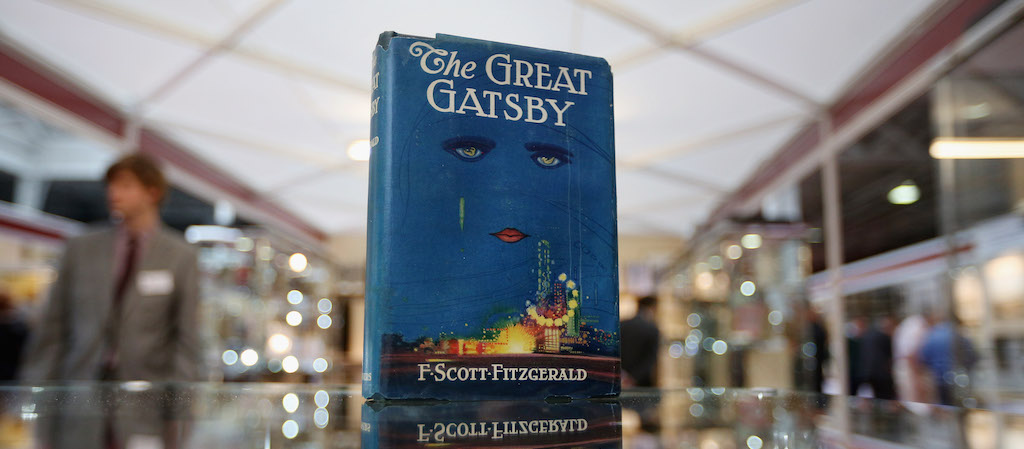 The GREAT
GATSBY
F·SCOTT·FITZGERALD